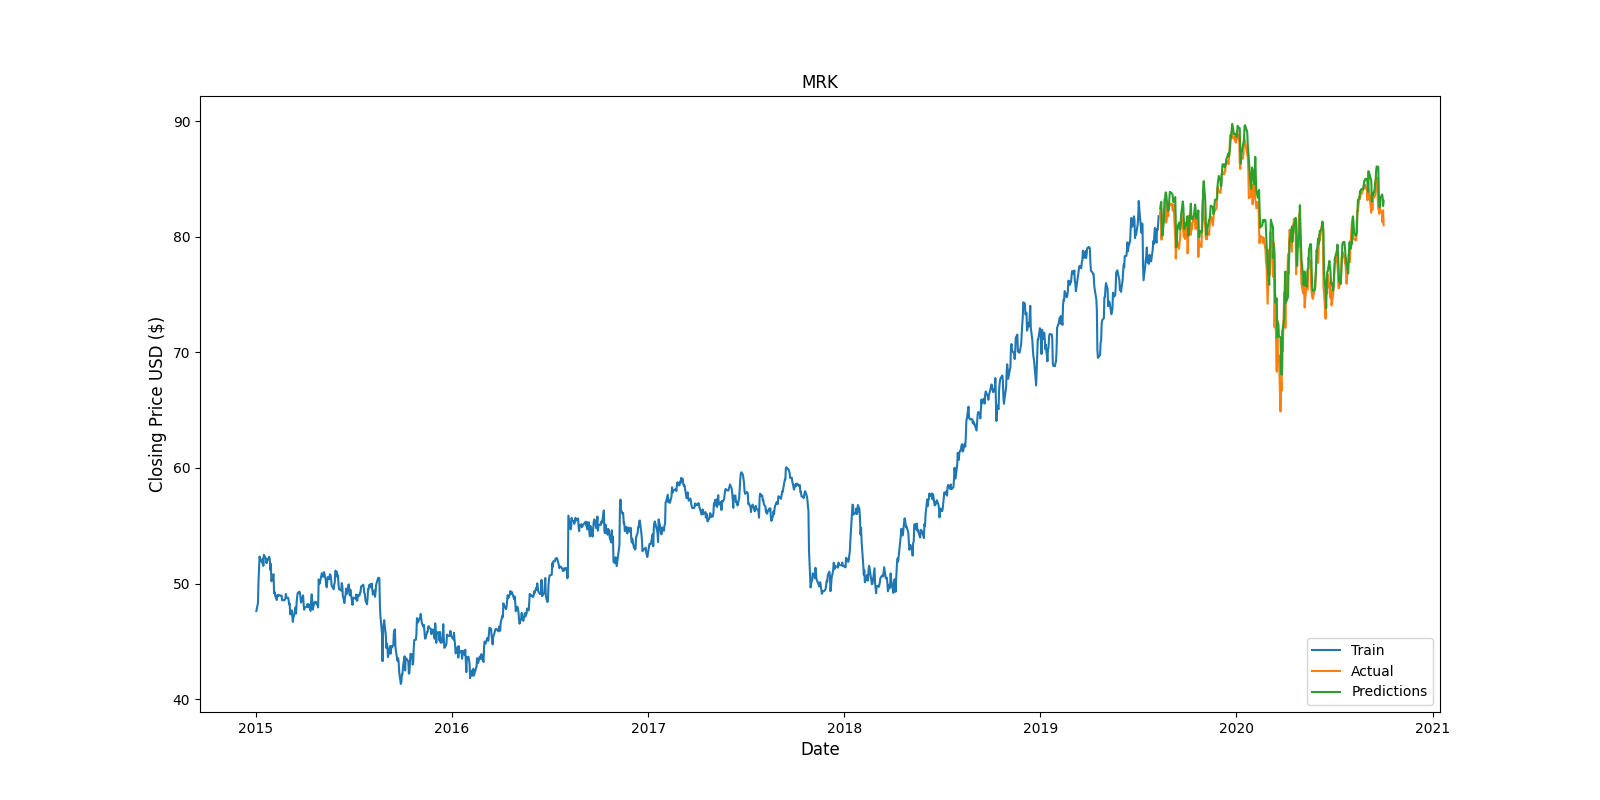 MRK
Closing Price USD ($)
90
80
70
60
50
40
2015 2016 2017 2018 2019 2020 2021
Date
Train
Actual
Predictions